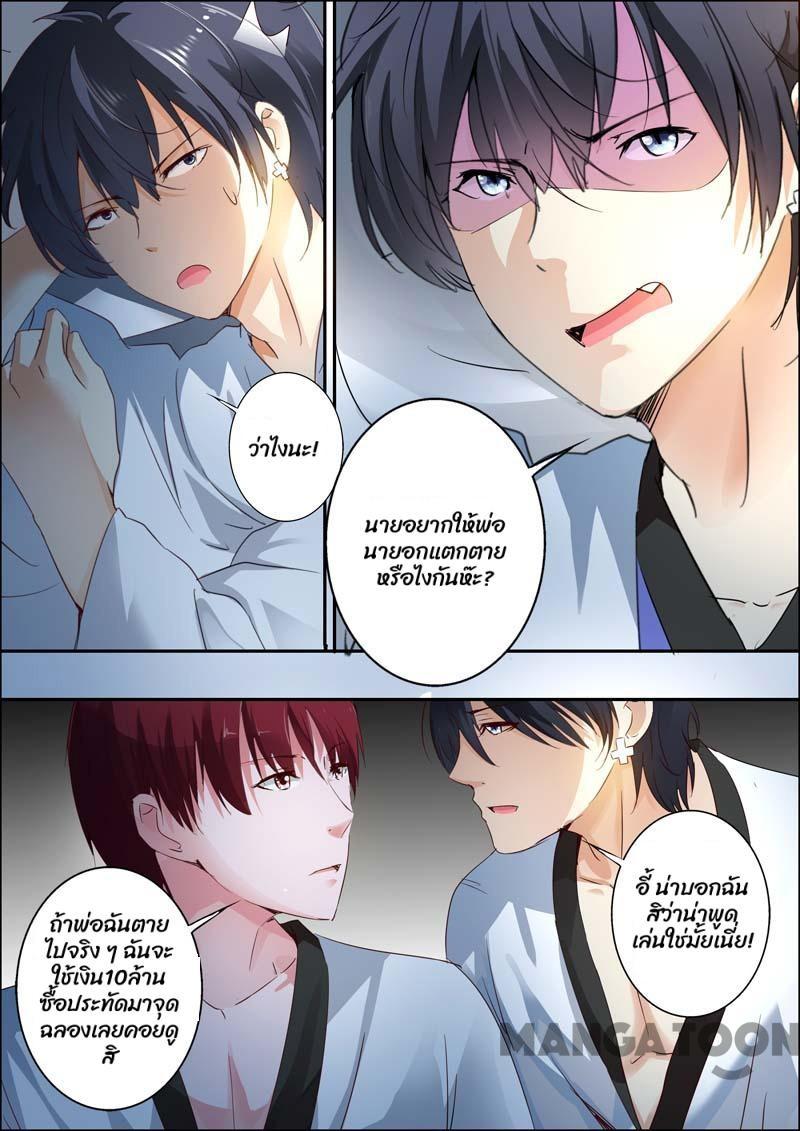 ว่าไงนะ!
นายอยากให้พ่อ
นายอกแตกตาย
หรือไงกันห๊ะ?
ถ้าพ่อฉันตาย
ไปจริง ๆ ฉันจะ
ใช้เงิน10ล้าน
ซื้อประทัดมาจุด
ฉลองเลยคอยดู
สิ
อี้ น่าบอกฉัน
สิว่าน่าพูด
เล่นใช่มั้ยเนี่ย!
MANGATOON